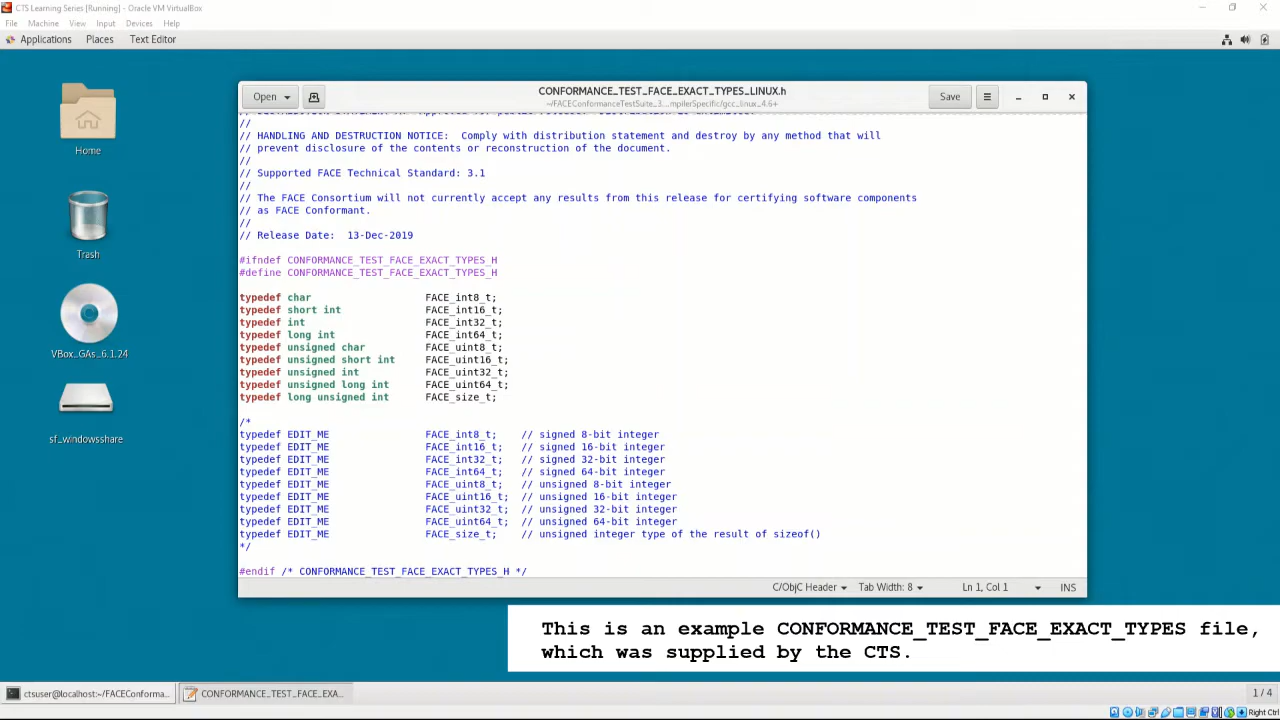 CTS Learning Series [Running] - Oracle VM VirtualBox
File Machine View Input Devices Help
Applications Places Text Editor
Home
Trash
VBox_GAs_6.1.24
sf_windowsshare
Open
CONFORMANCE_TEST_FACE_EXACT_TYPES_LINUX.h
~/FACEConformanceTestSuite_3...mpilerSpecific/gcc_linux_4.6+
Save
//
// HANDLING AND DESTRUCTION NOTICE:  Comply with distribution statement and destroy by any method that will
// prevent disclosure of the contents or reconstruction of the document.
//
// Supported FACE Technical Standard: 3.1
//
// The FACE Consortium will not currently accept any results from this release for certifying software components
// as FACE Conformant.
//
// Release Date:  13-Dec-2019
#ifndef CONFORMANCE_TEST_FACE_EXACT_TYPES_H
#define CONFORMANCE_TEST_FACE_EXACT_TYPES_H
typedef char FACE_int8_t;
typedef short int FACE_int16_t;
typedef int FACE_int32_t;
typedef long int FACE_int64_t;
typedef unsigned char FACE_uint8_t;
typedef unsigned short int FACE_uint16_t;
typedef unsigned int FACE_uint32_t;
typedef unsigned long int FACE_uint64_t;
typedef long unsigned int FACE_size_t;
/*
typedef EDIT_ME FACE_int8_t; // signed 8-bit integer
typedef EDIT_ME FACE_int16_t; // signed 16-bit integer
typedef EDIT_ME FACE_int32_t; // signed 32-bit integer
typedef EDIT_ME FACE_int64_t; // signed 64-bit integer
typedef EDIT_ME FACE_uint8_t; // unsigned 8-bit integer
typedef EDIT_ME FACE_uint16_t; // unsigned 16-bit integer
typedef EDIT_ME FACE_uint32_t; // unsigned 32-bit integer
typedef EDIT_ME FACE_uint64_t; // unsigned 64-bit integer
typedef EDIT_ME FACE_size_t; // unsigned integer type of the result of sizeof()
*/
#endif /* CONFORMANCE_TEST_FACE_EXACT_TYPES_H */
C/ObjC Header Tab Width: 8 Ln 1, Col 1 INS
This is an example CONFORMANCE_TEST_FACE_EXACT_TYPES file,
which was supplied by the CTS.
ctsuser@localhost:~/FACEConforma... CONFORMANCE_TEST_FACE_EXA... 1 / 4
Right Ctrl